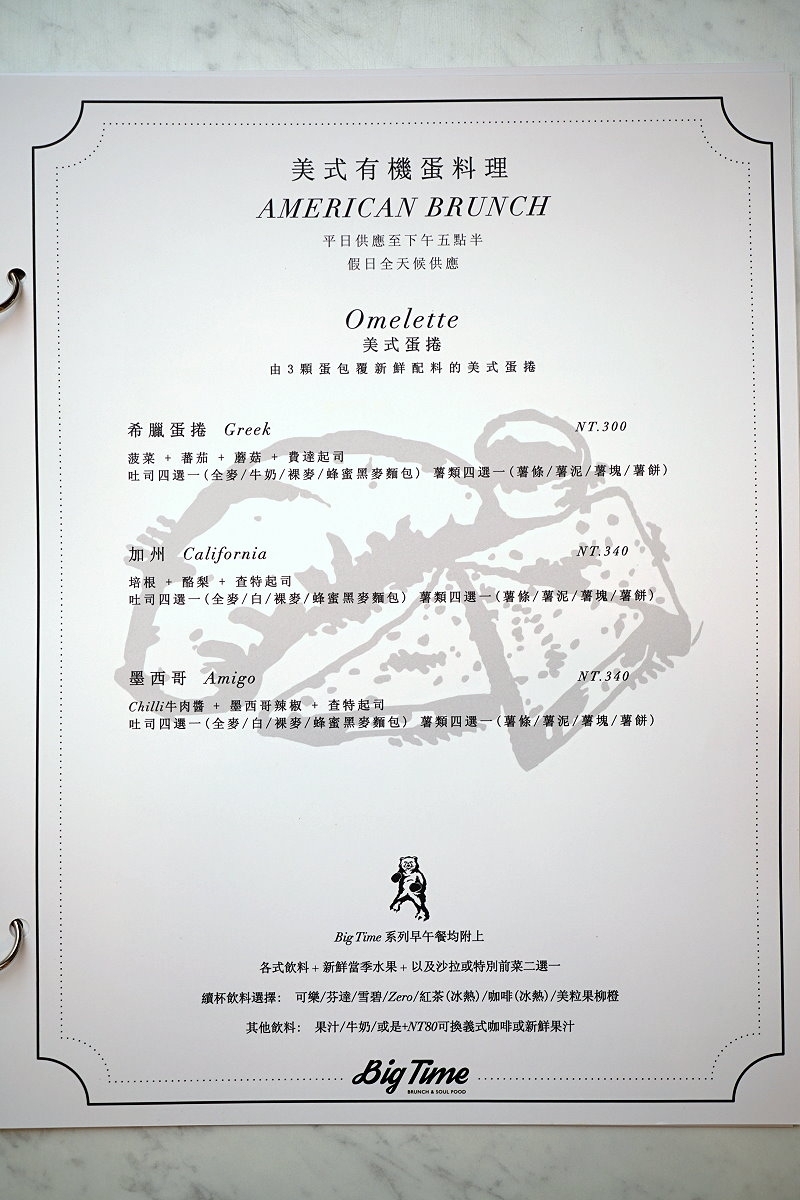 美式有機蛋料理
AMERICAN BRUNCH
平日供應至下午五點半
假日全天候供應
Omelette
美式蛋捲
由3顆蛋包覆新鮮配料的美式蛋捲
希臘蛋捲 Greek NT.300
菠菜 + 蕃茄 + 蘑菇 + 費達起司
吐司四選一(全麥/牛奶/裸麥/蜂蜜黑麥麵包) 薯類四選一(薯條/薯泥/薯塊/薯餅)
加州 California NT.340
培根 + 酪梨 + 查特起司
吐司四選一(全麥/白/裸麥/蜂蜜黑麥麵包) 薯類四選一(薯條/薯泥/薯塊/薯餅)
墨西哥 Amigo NT.340
Chilli牛肉醬 + 墨西哥辣椒 + 查特起司
吐司四選一(全麥/白/裸麥/蜂蜜黑麥麵包) 薯類四選一(薯條/薯泥/薯塊/薯餅)
Big Time 系列早午餐均附上
各式飲料 + 新鮮當季水果 + 以及沙拉或特別前菜二選一
續杯飲料選擇: 可樂/芬達/雪碧/Zero/紅茶(冰熱)/咖啡(冰熱)/美粒果柳橙
其他飲料: 果汁/牛奶/或是+NT80可換義式咖啡或新鮮果汁
Big Time
BRUNCH & SOUL FOOD